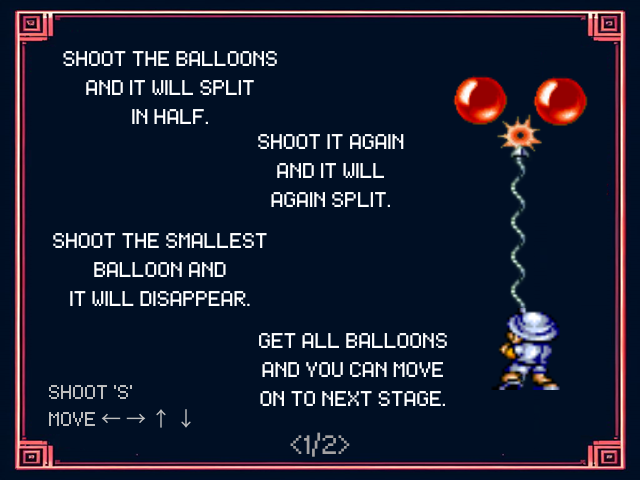 SHOOT THE BALLOONS
AND IT WILL SPLIT
IN HALF.
SHOOT IT AGAIN
AND IT WILL
AGAIN SPLIT.
SHOOT THE SMALLEST
BALLOON AND
IT WILL DISAPPEAR.
GET ALL BALLOONS
AND YOU CAN MOVE
ON TO NEXT STAGE.
SHOOT 'S'
MOVE ← → ↑ ↓
<1/2>